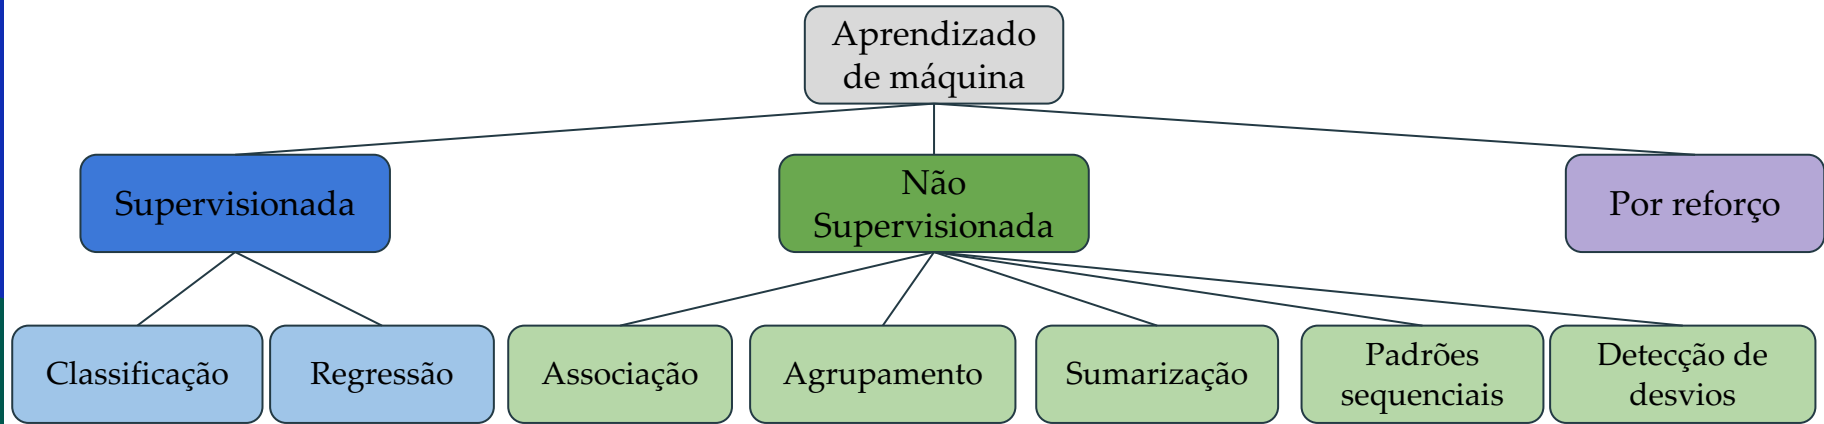 Aprendizado
de máquina
Supervisionada
Não
Supervisionada
Por reforço
Classificação
Regressão
Associação
Agrupamento
Sumarização
Padrões
sequenciais
Detecção de
desvios